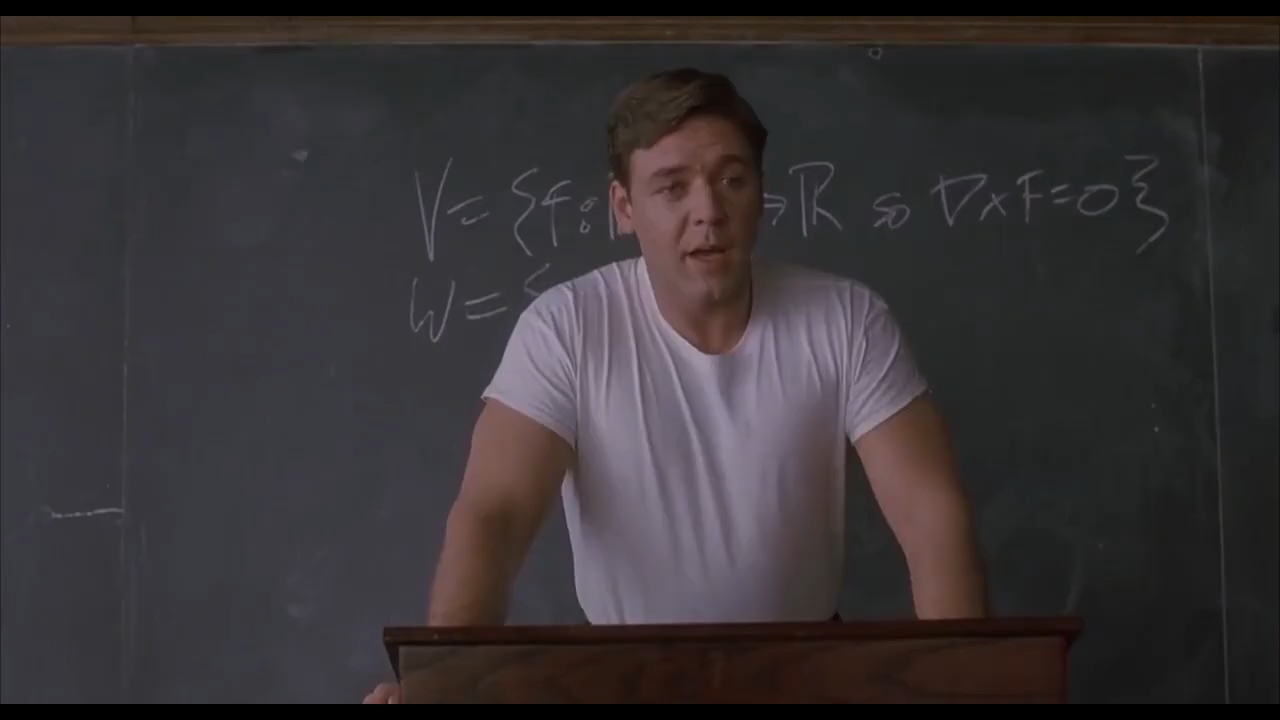 V = {F : R ⇒ R so ∇×F=0}
W = {